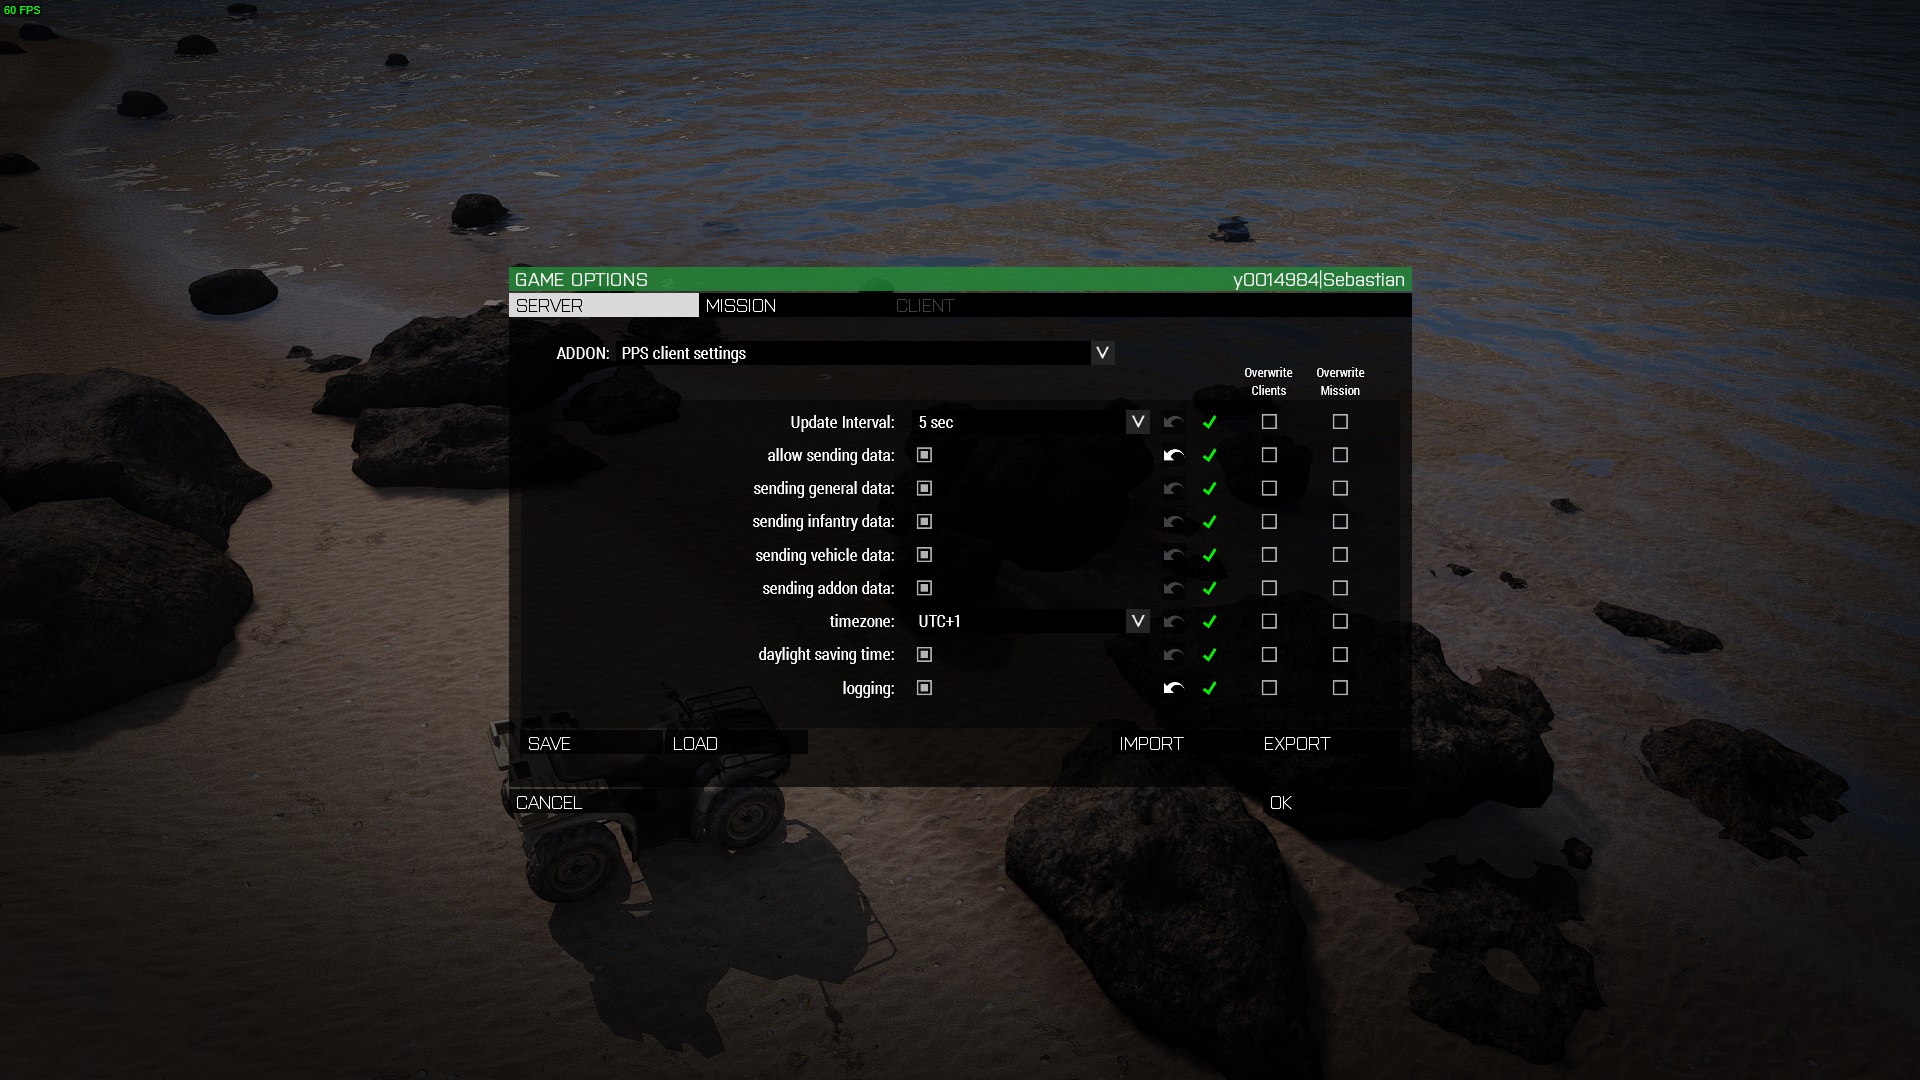 60 FPS
GAME OPTIONS y0014984|Sebastian
SERVER MISSION CLIENT
ADDON: PPS client settings V
Overwrite Clients Overwrite Mission
Update Interval: 5 sec V
allow sending data:
sending general data:
sending infantry data:
sending vehicle data:
sending addon data:
timezone: UTC+1 V
daylight saving time:
logging:
SAVE LOAD IMPORT EXPORT
CANCEL OK